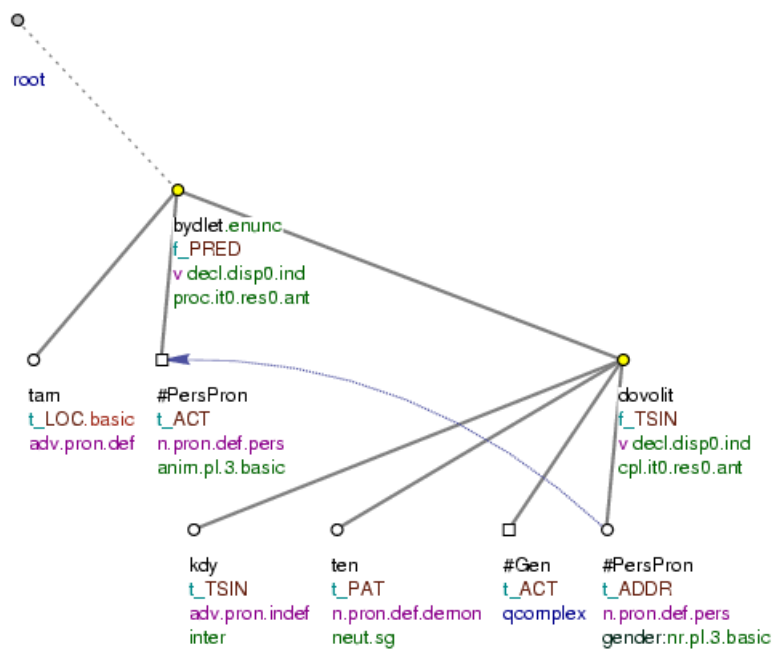 root
bydlet.enunc
f_PRED
v decl.disp0.ind
proc.it0.res0.ant
tam
t_LOC.basic
adv.pron.def
#PersPron
t_ACT
n.pron.def.pers
anim.pl.3.basic
dovolit
f_TSIN
v decl.disp0.ind
cpl.it0.res0.ant
kdy
t_TSIN
adv.pron.indef
inter
ten
t_PAT
n.pron.def.demon
neut.sg
#Gen
t_ACT
qcomplex
#PersPron
t_ADDR
n.pron.def.pers
gender:nr.pl.3.basic